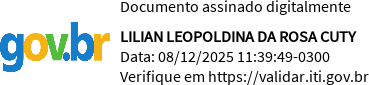 Documento assinado digitalmente
gov.br
LILIAN LEOPOLDINA DA ROSA CUTY
Data: 08/12/2025 11:39:49-0300
Verifique em https://validar.iti.gov.br